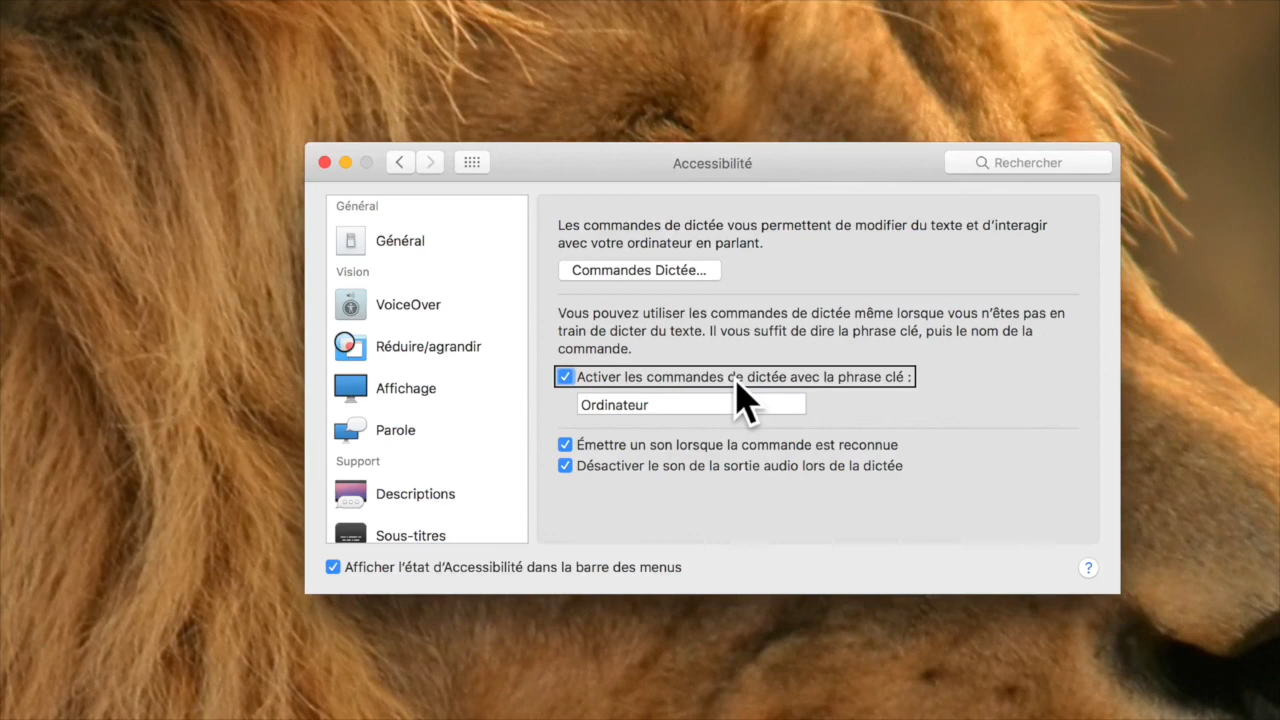 Accessibilité
Rechercher
Général
Général
Vision
VoiceOver
Réduire/agrandir
Affichage
Parole
Support
Descriptions
Sous-titres
Les commandes de dictée vous permettent de modifier du texte et d’interagir
avec votre ordinateur en parlant.
Commandes Dictée...
Vous pouvez utiliser les commandes de dictée même lorsque vous n’êtes pas en
train de dicter du texte. Il vous suffit de dire la phrase clé, puis le nom de la
commande.
Activer les commandes de dictée avec la phrase clé :
Ordinateur
Émettre un son lorsque la commande est reconnue
Désactiver le son de la sortie audio lors de la dictée
Afficher l’état d’Accessibilité dans la barre des menus
?